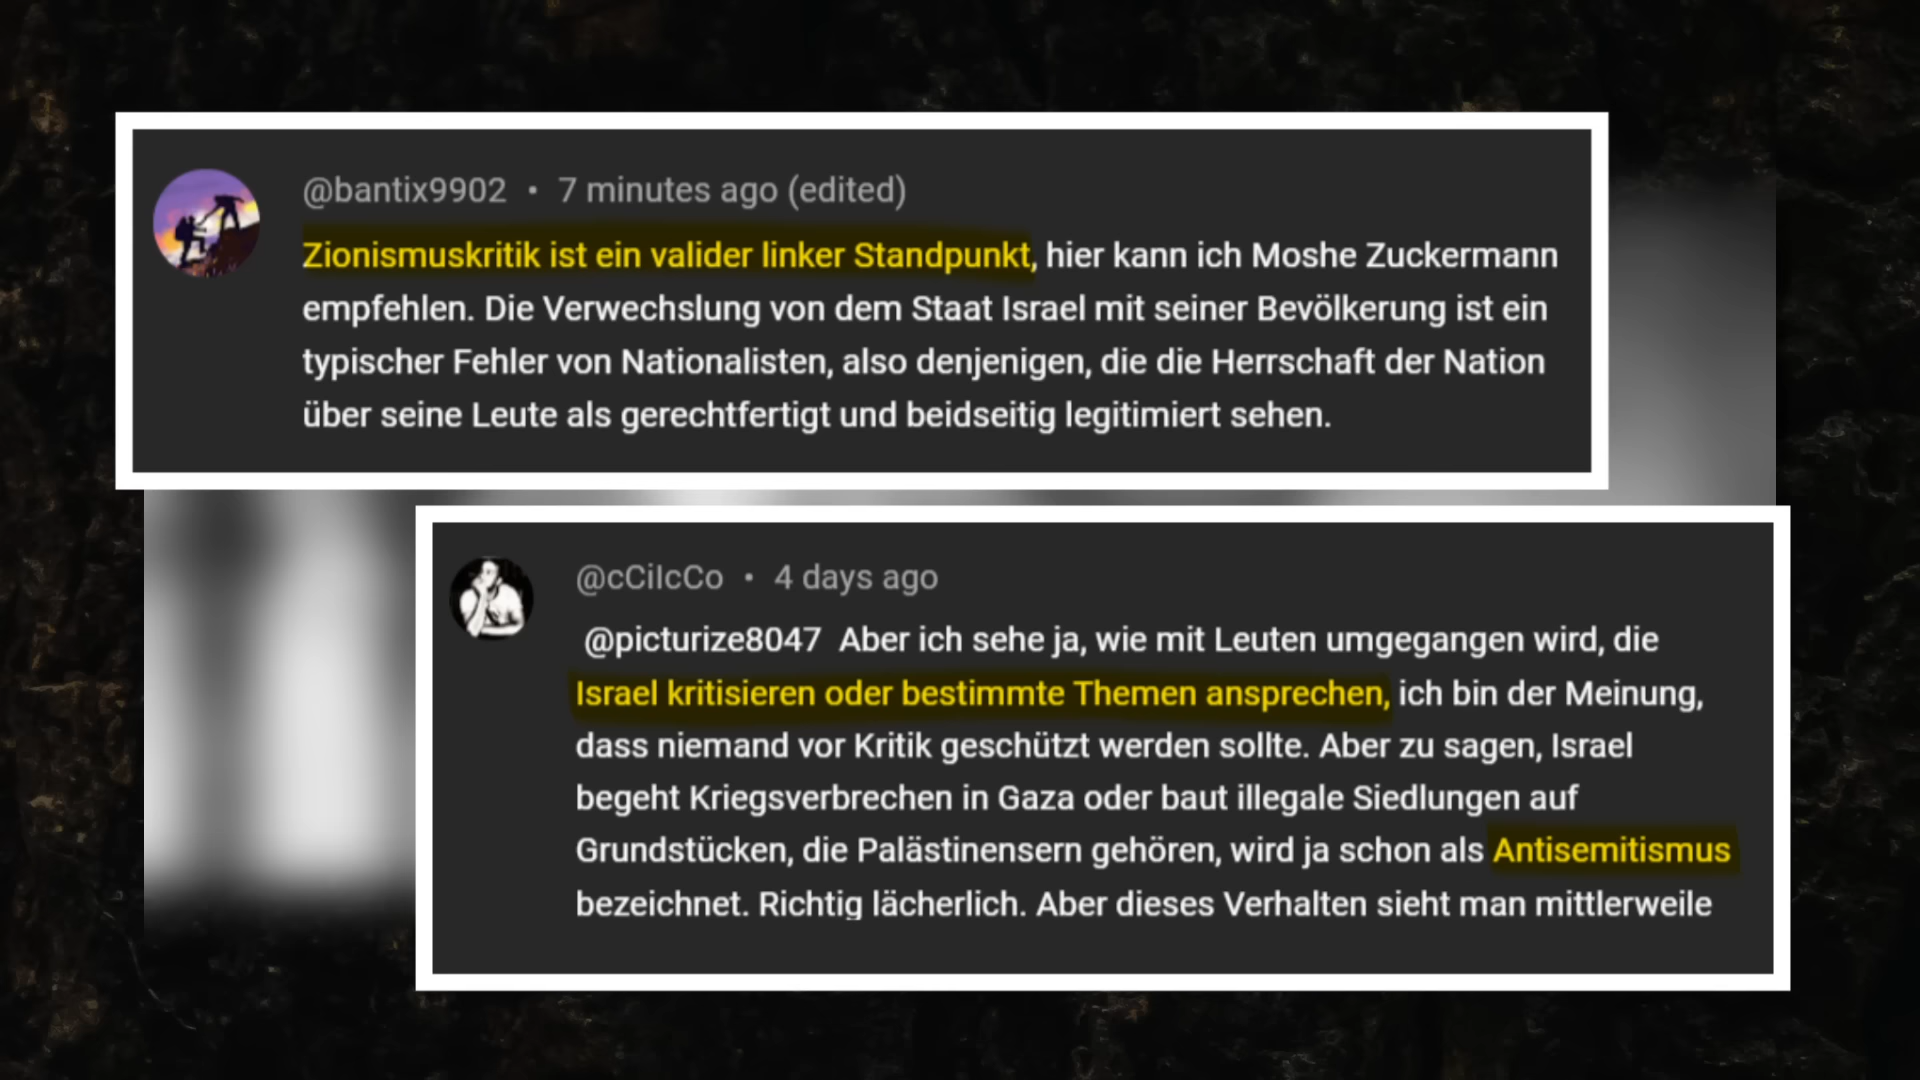 @bantix9902 • 7 minutes ago (edited)
Zionismuskritik ist ein valider linker Standpunkt, hier kann ich Moshe Zuckermann
empfehlen. Die Verwechslung von dem Staat Israel mit seiner Bevölkerung ist ein
typischer Fehler von Nationalisten, also denjenigen, die die Herrschaft der Nation
über seine Leute als gerechtfertigt und beidseitig legitimiert sehen.
@cCilcCo • 4 days ago
@picturize8047 Aber ich sehe ja, wie mit Leuten umgegangen wird, die
Israel kritisieren oder bestimmte Themen ansprechen, ich bin der Meinung,
dass niemand vor Kritik geschützt werden sollte. Aber zu sagen, Israel
begeht Kriegsverbrechen in Gaza oder baut illegale Siedlungen auf
Grundstücken, die Palästinensern gehören, wird ja schon als Antisemitismus
bezeichnet. Richtig lächerlich. Aber dieses Verhalten sieht man mittlerweile